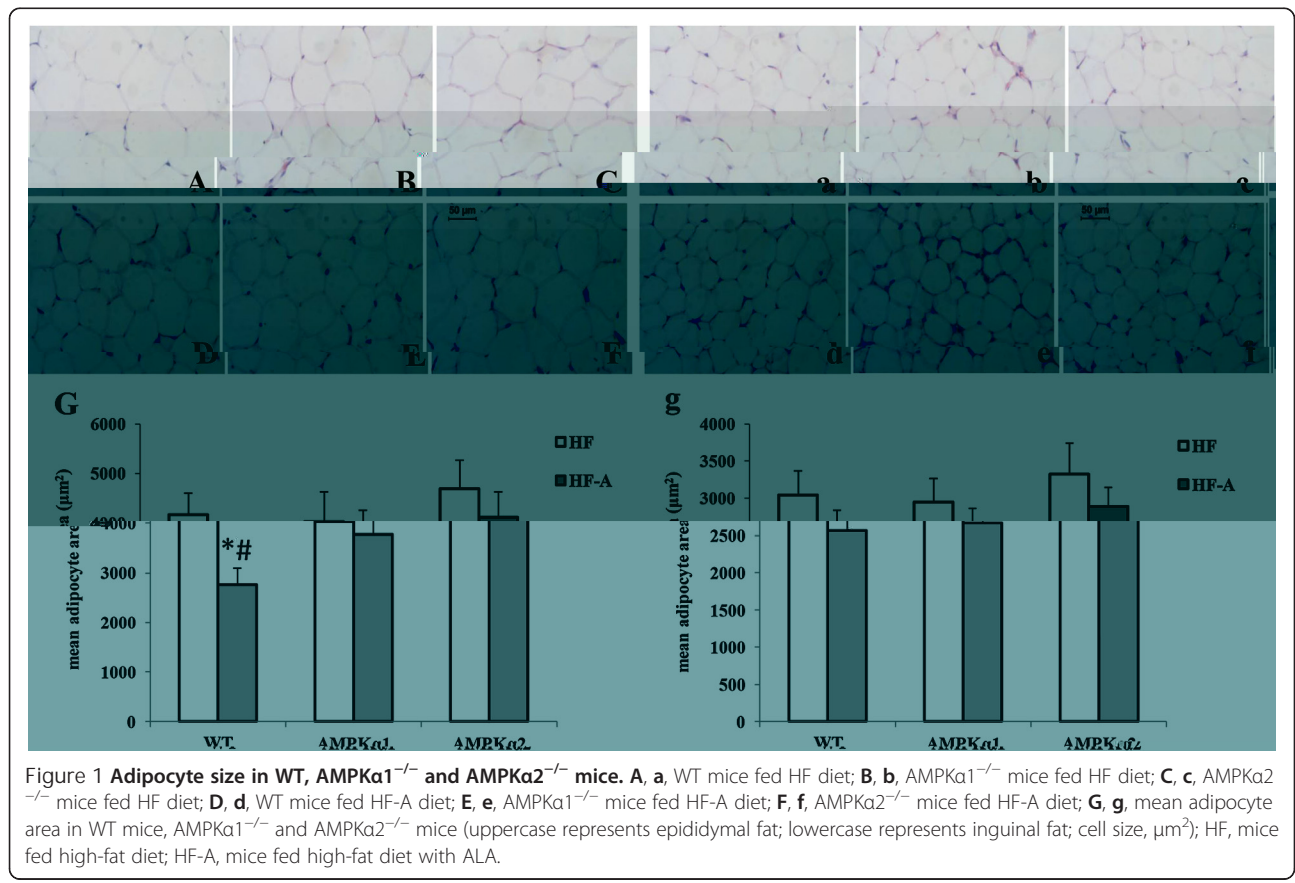 A B C a b c
50 µm 50 µm
D E F d e f
G g
6000
5000
4000
3000
2000
1000
0
mean adipocyte area (µm²)
HF
HF-A
*#
WT AMPKα1 AMPKα2
4000
3500
3000
2500
2000
1500
1000
500
0
mean adipocyte area (µm²)
HF
HF-A
WT AMPKα1 AMPKα2
Figure 1 Adipocyte size in WT, AMPKα1⁻/⁻ and AMPKα2⁻/⁻ mice. A, a, WT mice fed HF diet; B, b, AMPKα1⁻/⁻ mice fed HF diet; C, c, AMPKα2
⁻/⁻ mice fed HF diet; D, d, WT mice fed HF-A diet; E, e, AMPKα1⁻/⁻ mice fed HF-A diet; F, f, AMPKα2⁻/⁻ mice fed HF-A diet; G, g, mean adipocyte
area in WT mice, AMPKα1⁻/⁻ and AMPKα2⁻/⁻ mice (uppercase represents epididymal fat; lowercase represents inguinal fat; cell size, µm²); HF, mice
fed high-fat diet; HF-A, mice fed high-fat diet with ALA.